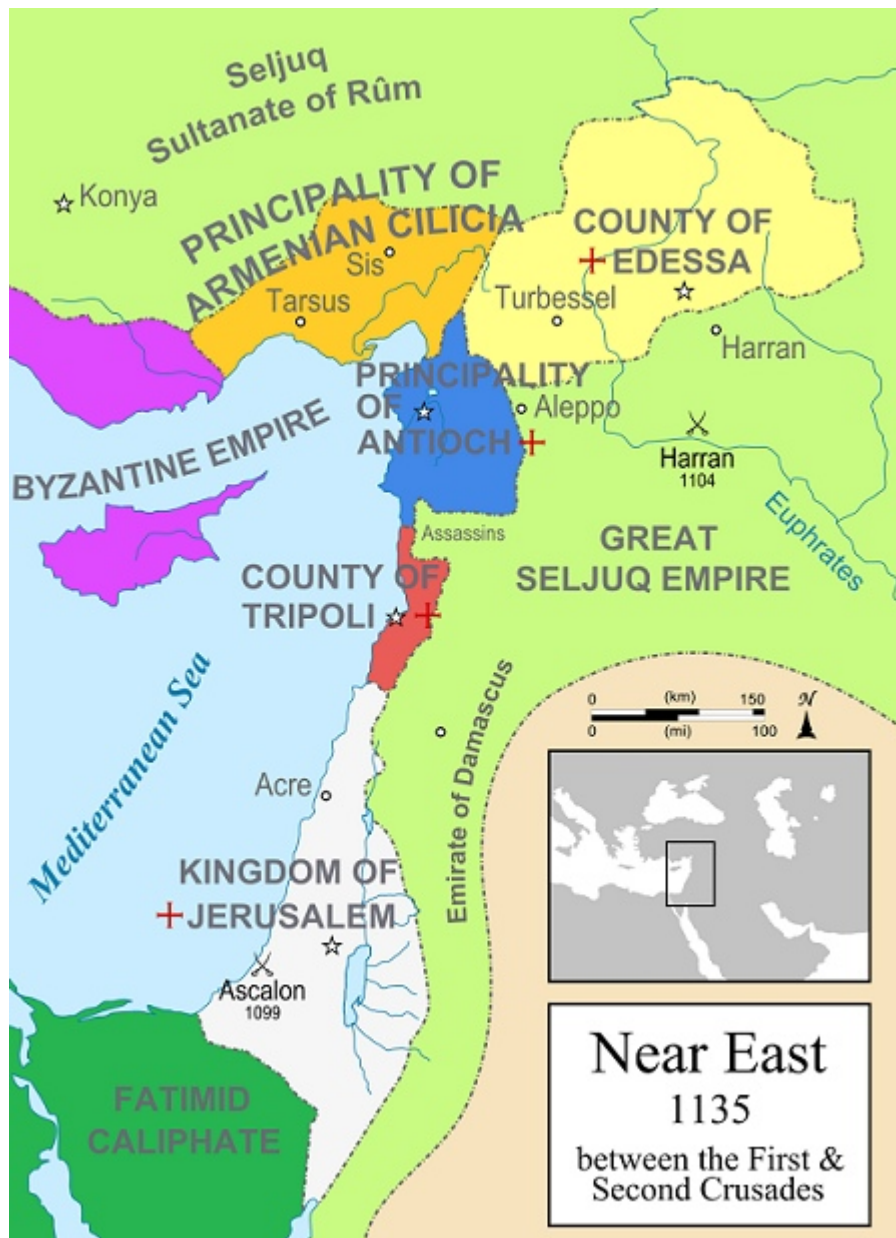 Seljuq
Sultanate of Rûm
Konya
PRINCIPALITY OF
ARMENIAN CILICIA
Sis
Tarsus
COUNTY OF
EDESSA
Turbessel
Harran
PRINCIPALITY
OF
ANTIOCH
Aleppo
Harran
1104
BYZANTINE EMPIRE
Euphrates
Assassins
GREAT
SELJUQ EMPIRE
COUNTY OF
TRIPOLI
Mediterranean Sea
Emirate of Damascus
0 (km) 150
0 (mi) 100
N
Acre
KINGDOM OF
JERUSALEM
Ascalon
1099
FATIMID
CALIPHATE
Near East
1135
between the First &
Second Crusades